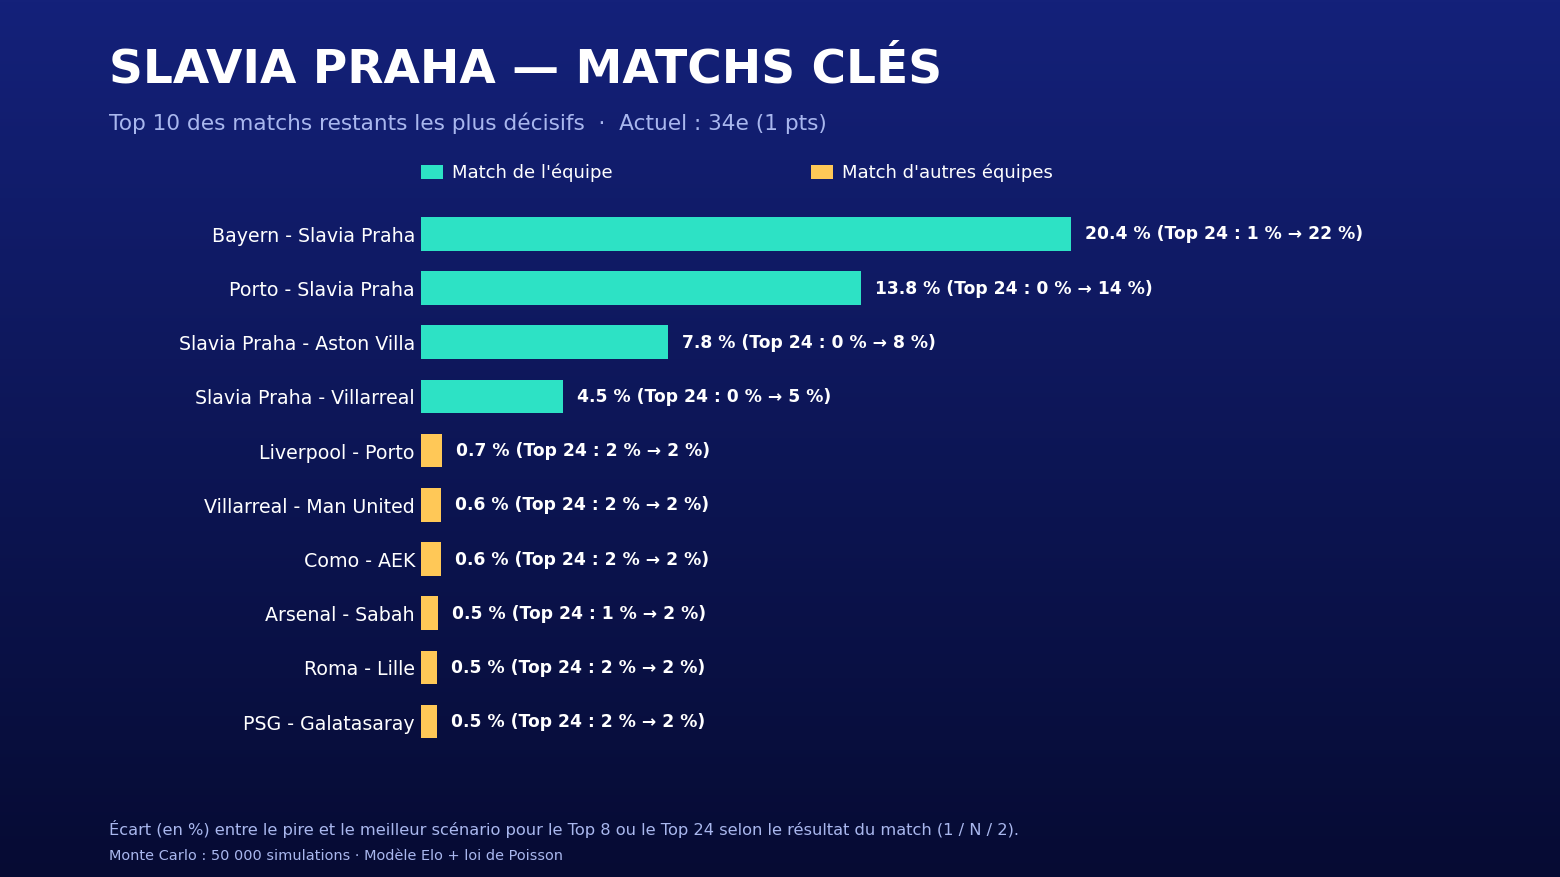 SLAVIA PRAHA — MATCHS CLÉS
Top 10 des matchs restants les plus décisifs · Actuel : 34e (1 pts)
Match de l'équipe
Match d'autres équipes
Bayern - Slavia Praha 20.4 % (Top 24 : 1 % → 22 %)
Porto - Slavia Praha 13.8 % (Top 24 : 0 % → 14 %)
Slavia Praha - Aston Villa 7.8 % (Top 24 : 0 % → 8 %)
Slavia Praha - Villarreal 4.5 % (Top 24 : 0 % → 5 %)
Liverpool - Porto 0.7 % (Top 24 : 2 % → 2 %)
Villarreal - Man United 0.6 % (Top 24 : 2 % → 2 %)
Como - AEK 0.6 % (Top 24 : 2 % → 2 %)
Arsenal - Sabah 0.5 % (Top 24 : 1 % → 2 %)
Roma - Lille 0.5 % (Top 24 : 2 % → 2 %)
PSG - Galatasaray 0.5 % (Top 24 : 2 % → 2 %)
Écart (en %) entre le pire et le meilleur scénario pour le Top 8 ou le Top 24 selon le résultat du match (1 / N / 2).
Monte Carlo : 50 000 simulations · Modèle Elo + loi de Poisson